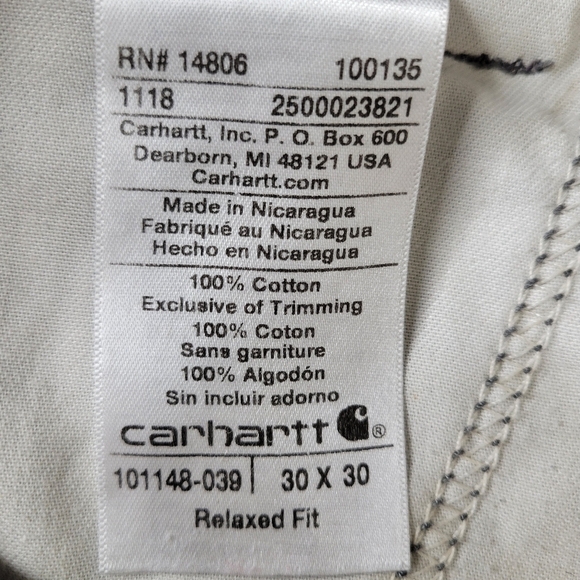 RN# 14806 100135
1118 2500023821
Carhartt, Inc. P. O. Box 600
Dearborn, MI 48121 USA
Carhartt.com
Made in Nicaragua
Fabriqué au Nicaragua
Hecho en Nicaragua
100% Cotton
Exclusive of Trimming
100% Coton
Sans garniture
100% Algodón
Sin incluir adorno
carhartt ®
101148-039 | 30 X 30
Relaxed Fit